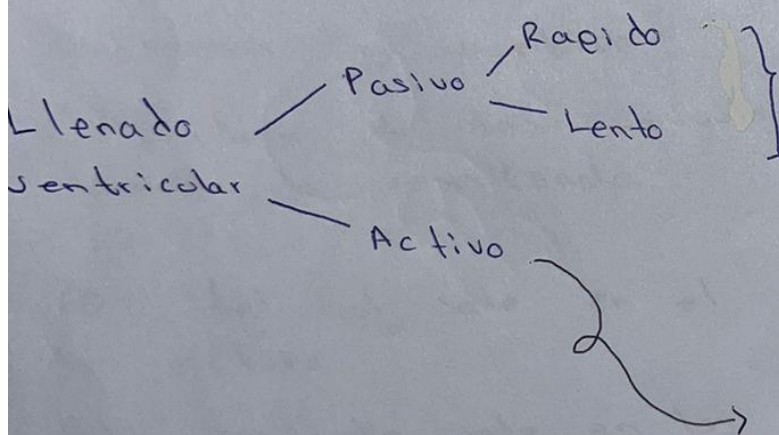 Rapido
Pasivo
Lento
Llenado
ventricular
Activo